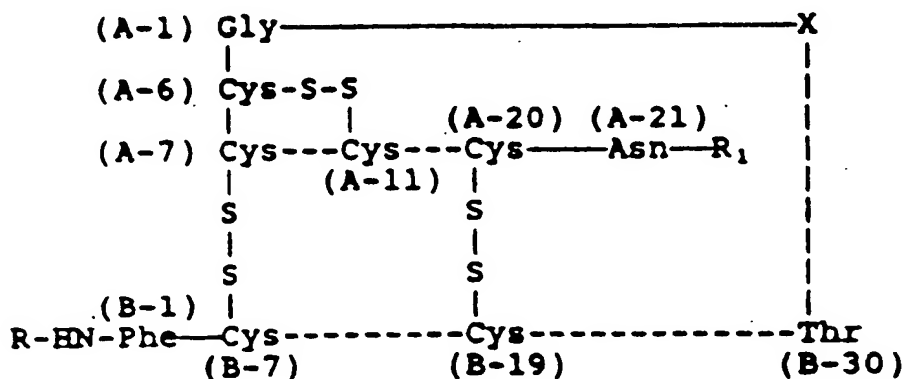 (A-1) Gly X
(A-6) Cys-S-S
(A-20) (A-21)
(A-7) Cys---Cys---Cys—Asn—R₁
(A-11)
S S
S S
(B-1)
R-HN-Phe—Cys--------Cys-----------Thr
(B-7) (B-19) (B-30)